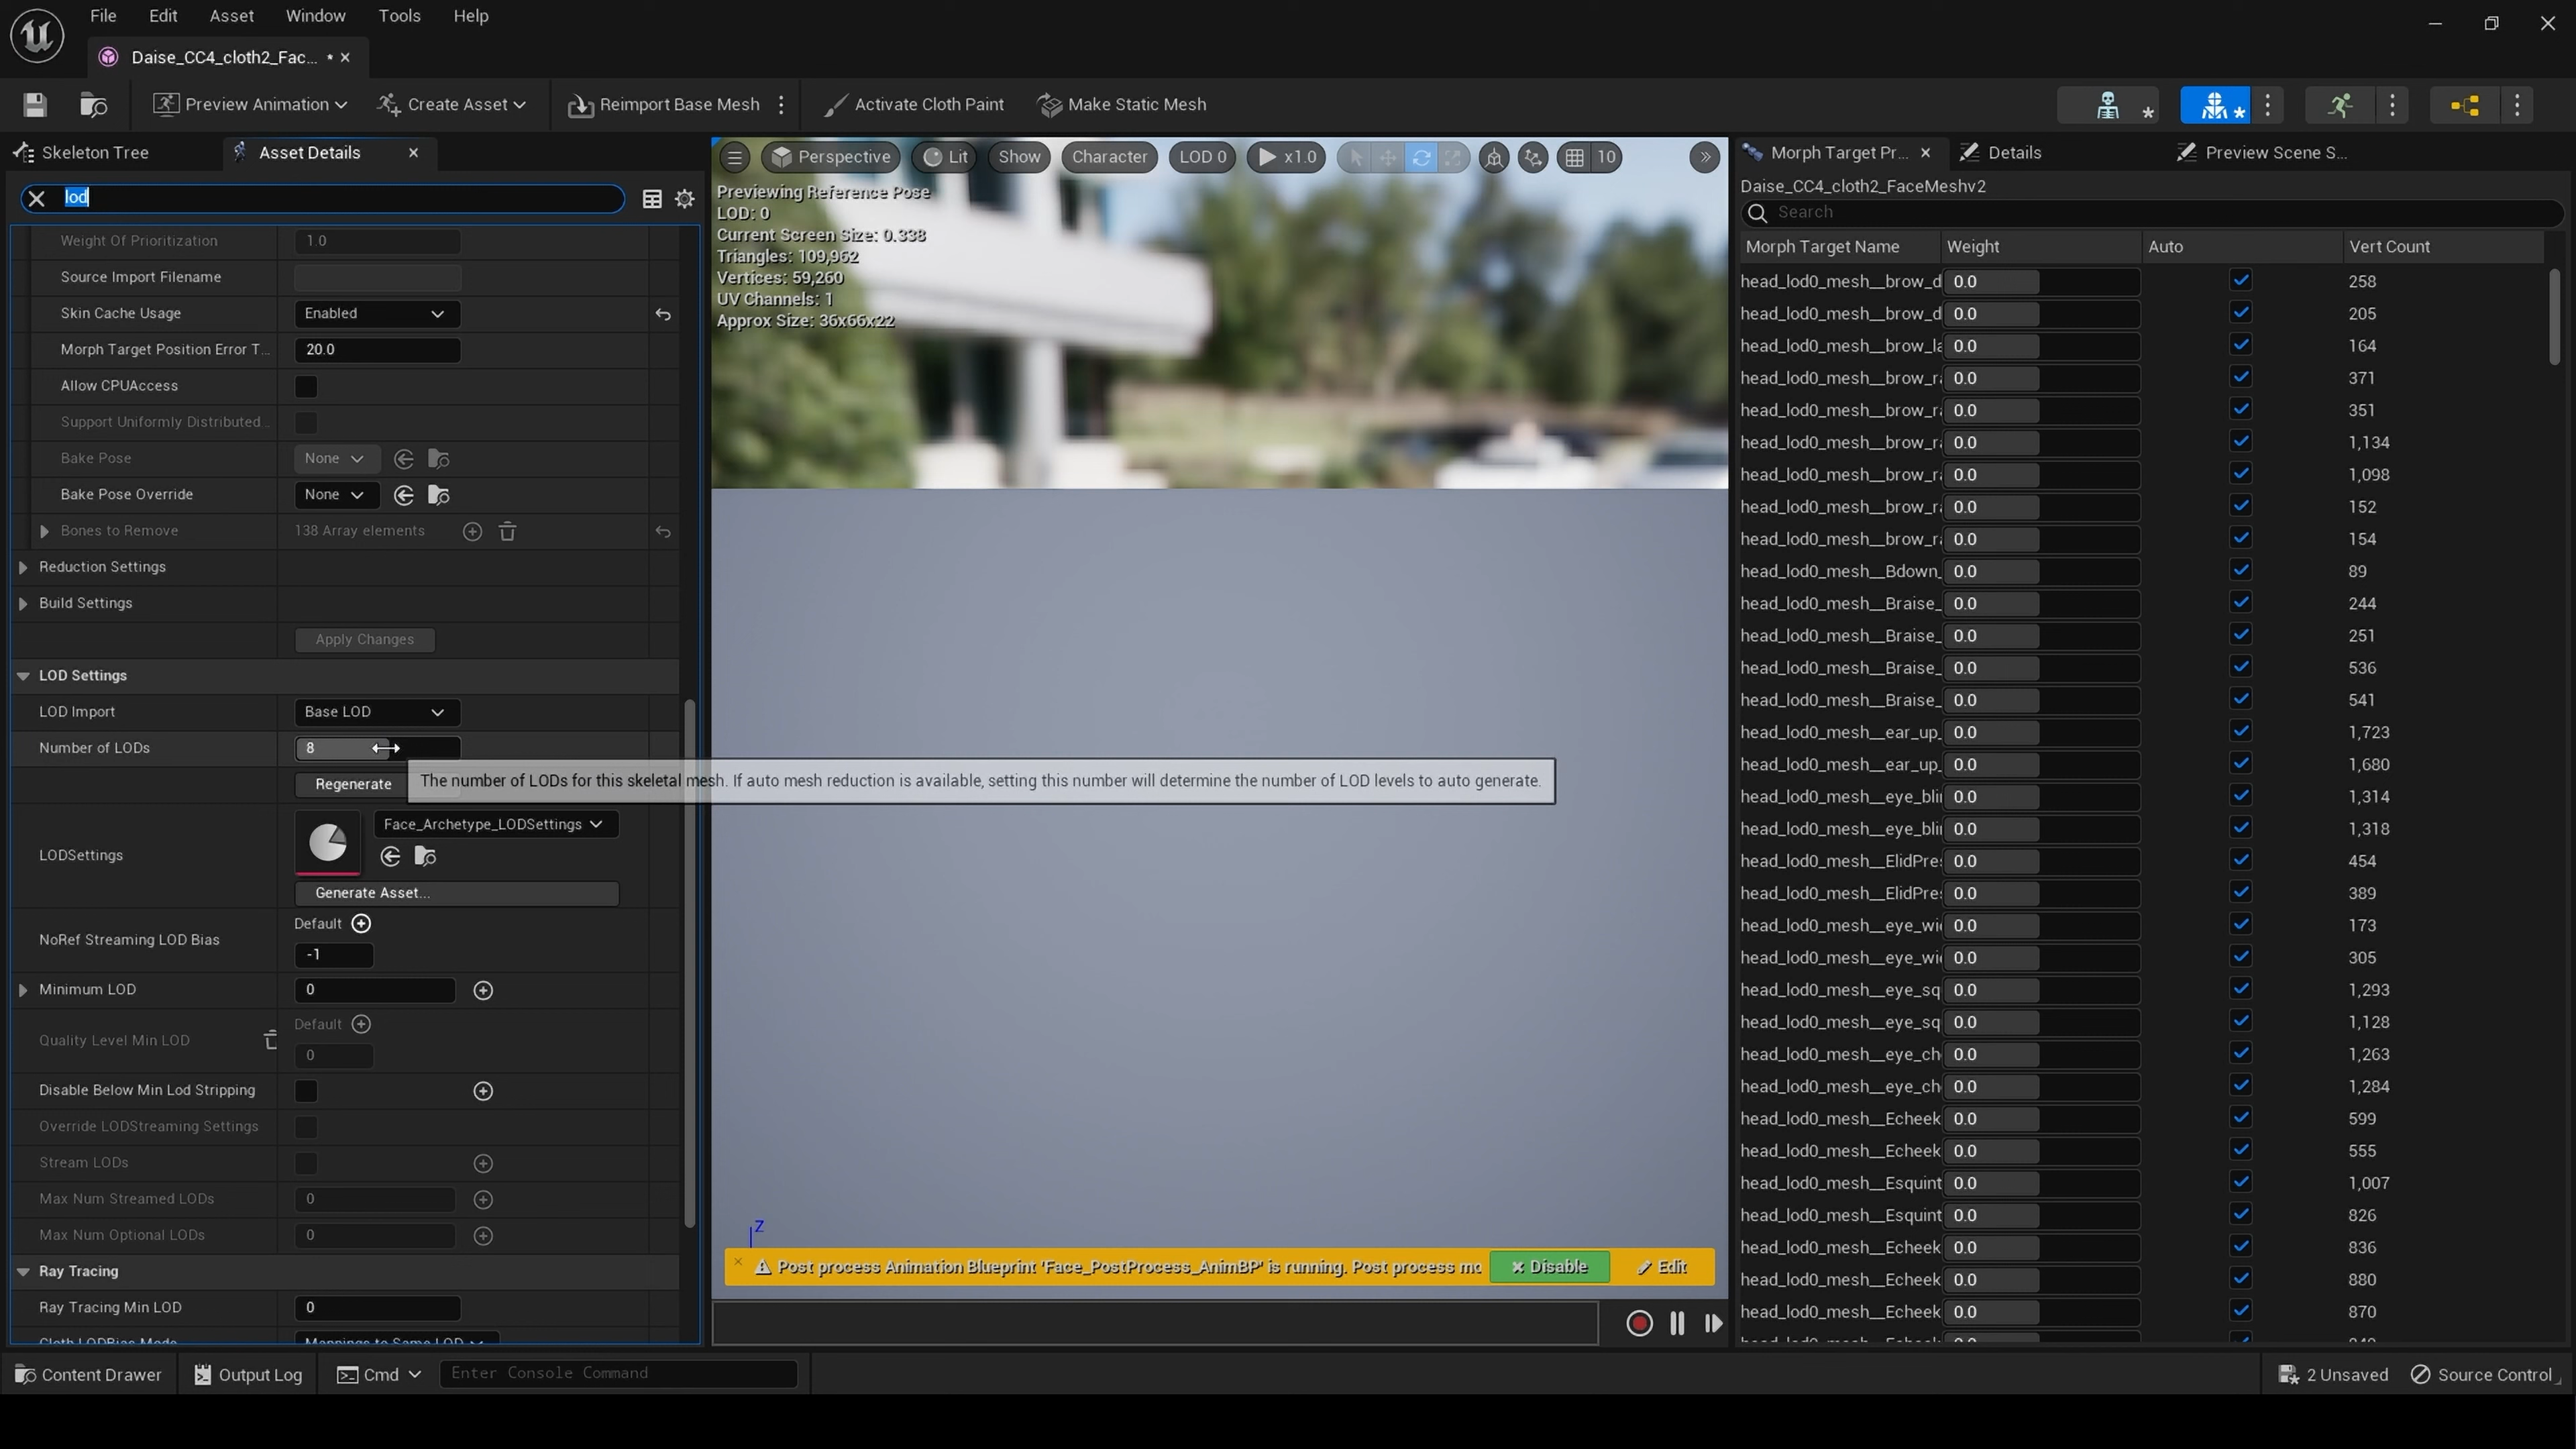 File Edit Asset Window Tools Help
Daise_CC4_cloth2_Fac... •
Preview Animation Create Asset Reimport Base Mesh Activate Cloth Paint Make Static Mesh
Skeleton Tree Asset Details
lod
Weight Of Prioritization 1.0
Source Import Filename
Skin Cache Usage Enabled
Morph Target Position Error T... 20.0
Allow CPUAccess
Support Uniformly Distributed...
Bake Pose None
Bake Pose Override None
Bones to Remove 138 Array elements
Reduction Settings
Build Settings
Apply Changes
LOD Settings
LOD Import Base LOD
Number of LODs 8
Regenerate
The number of LODs for this skeletal mesh. If auto mesh reduction is available, setting this number will determine the number of LOD levels to auto generate.
LODSettings Face_Archetype_LODSettings
Generate Asset...
NoRef Streaming LOD Bias Default
-1
Minimum LOD 0
Quality Level Min LOD Default
0
Disable Below Min Lod Stripping
Override LODStreaming Settings
Stream LODs
Max Num Streamed LODs 0
Max Num Optional LODs 0
Ray Tracing
Ray Tracing Min LOD 0
Perspective Lit Show Character LOD 0 x1.0 10
Previewing Reference Pose
LOD: 0
Current Screen Size: 0.338
Triangles: 109,962
Vertices: 59,260
UV Channels: 1
Approx Size: 36x66x22
Z
Post process Animation Blueprint 'Face_PostProcess_AnimBP' is running. Post process mo Disable Edit
Morph Target Pr... Details Preview Scene S...
Daise_CC4_cloth2_FaceMeshv2
Search
Morph Target Name Weight Auto Vert Count
head_lod0_mesh__brow_d 0.0 258
head_lod0_mesh__brow_d 0.0 205
head_lod0_mesh__brow_la 0.0 164
head_lod0_mesh__brow_ra 0.0 371
head_lod0_mesh__brow_ra 0.0 351
head_lod0_mesh__brow_ra 0.0 1,134
head_lod0_mesh__brow_ra 0.0 1,098
head_lod0_mesh__brow_ra 0.0 152
head_lod0_mesh__brow_ra 0.0 154
head_lod0_mesh__Bdown_ 0.0 89
head_lod0_mesh__Braise_ 0.0 244
head_lod0_mesh__Braise_ 0.0 251
head_lod0_mesh__Braise_ 0.0 536
head_lod0_mesh__Braise_ 0.0 541
head_lod0_mesh__ear_up_ 0.0 1,723
head_lod0_mesh__ear_up_ 0.0 1,680
head_lod0_mesh__eye_bli 0.0 1,314
head_lod0_mesh__eye_bli 0.0 1,318
head_lod0_mesh__ElidPres 0.0 454
head_lod0_mesh__ElidPres 0.0 389
head_lod0_mesh__eye_wi 0.0 173
head_lod0_mesh__eye_wi 0.0 305
head_lod0_mesh__eye_sq 0.0 1,293
head_lod0_mesh__eye_sq 0.0 1,128
head_lod0_mesh__eye_ch 0.0 1,263
head_lod0_mesh__eye_ch 0.0 1,284
head_lod0_mesh__Echeek 0.0 599
head_lod0_mesh__Echeek 0.0 555
head_lod0_mesh__Esquint 0.0 1,007
head_lod0_mesh__Esquint 0.0 826
head_lod0_mesh__Echeek 0.0 836
head_lod0_mesh__Echeek 0.0 880
head_lod0_mesh__Echeek 0.0 870
Content Drawer Output Log Cmd Enter Console Command 2 Unsaved Source Control